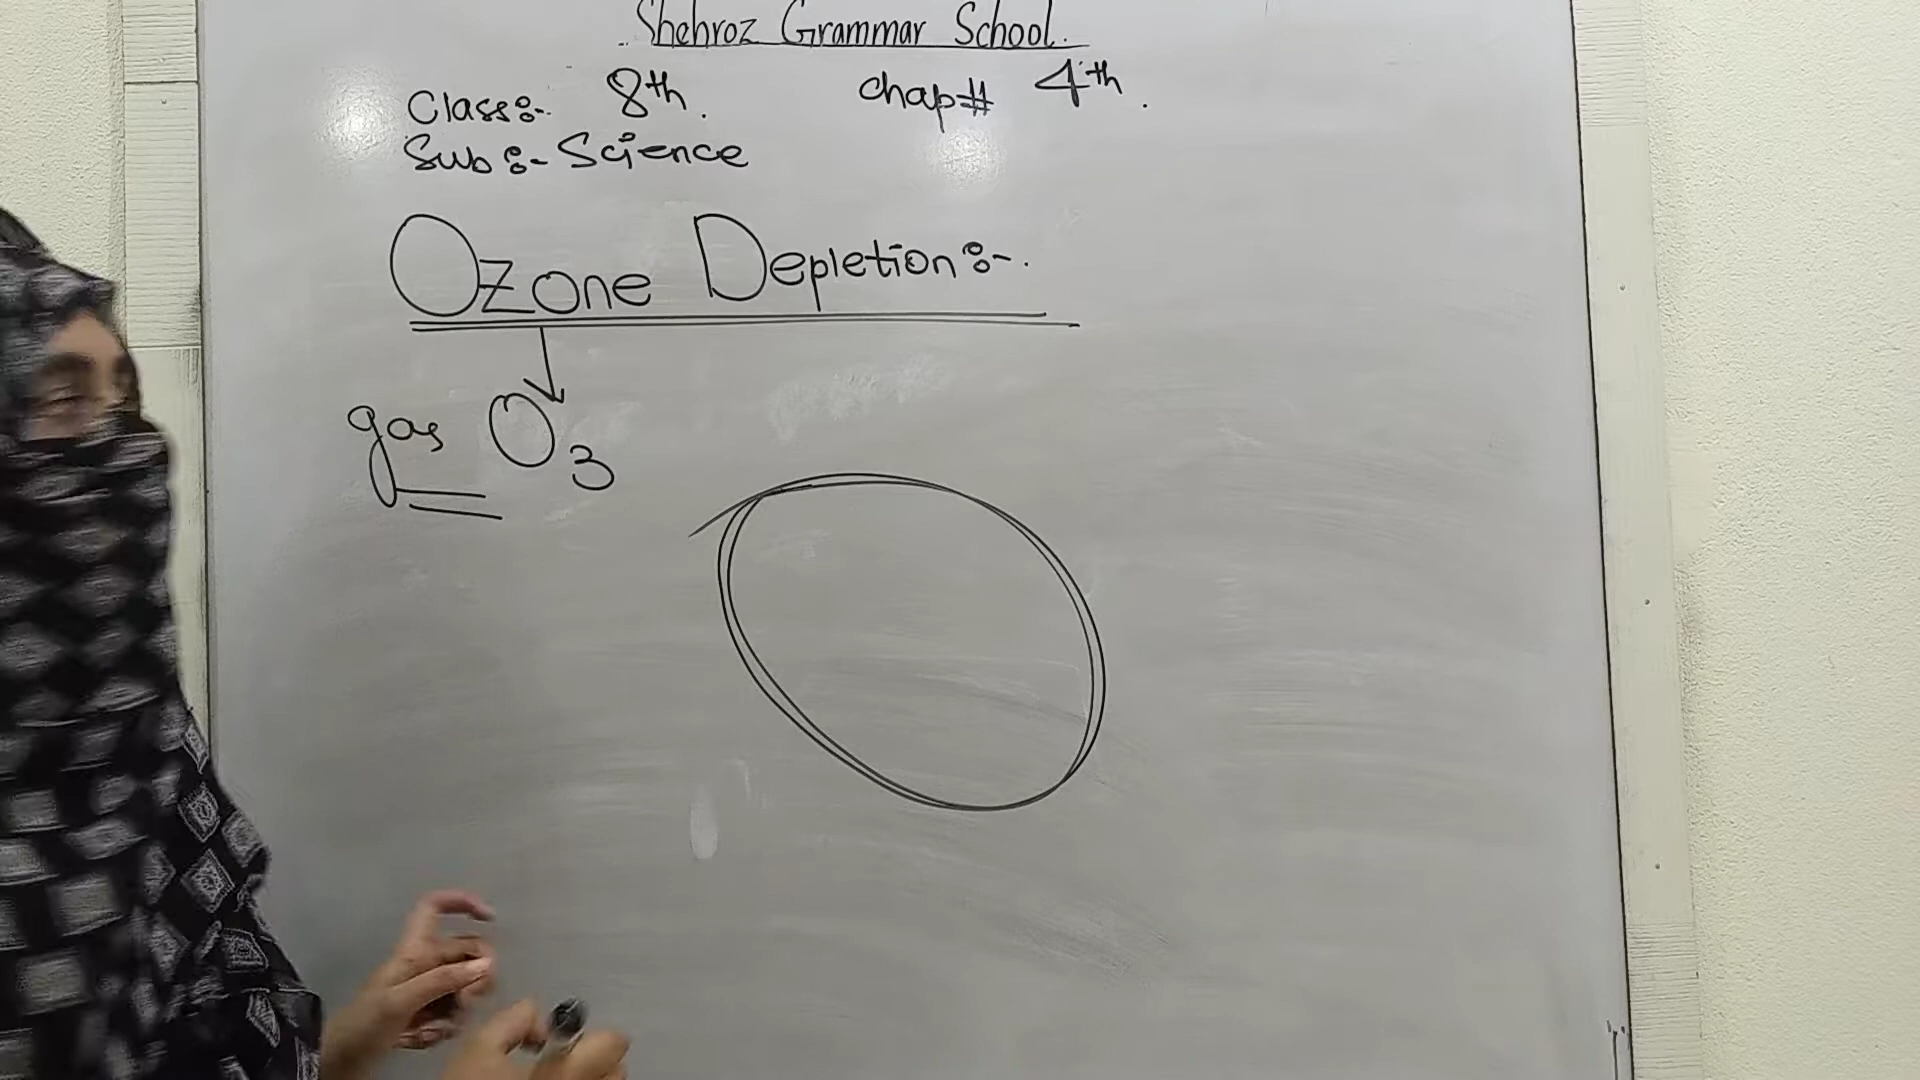 Shehroz Grammar School.
Class:- 8th. Chap# 4th.
Sub:- Science
Ozone Depletion:-.
gas O3